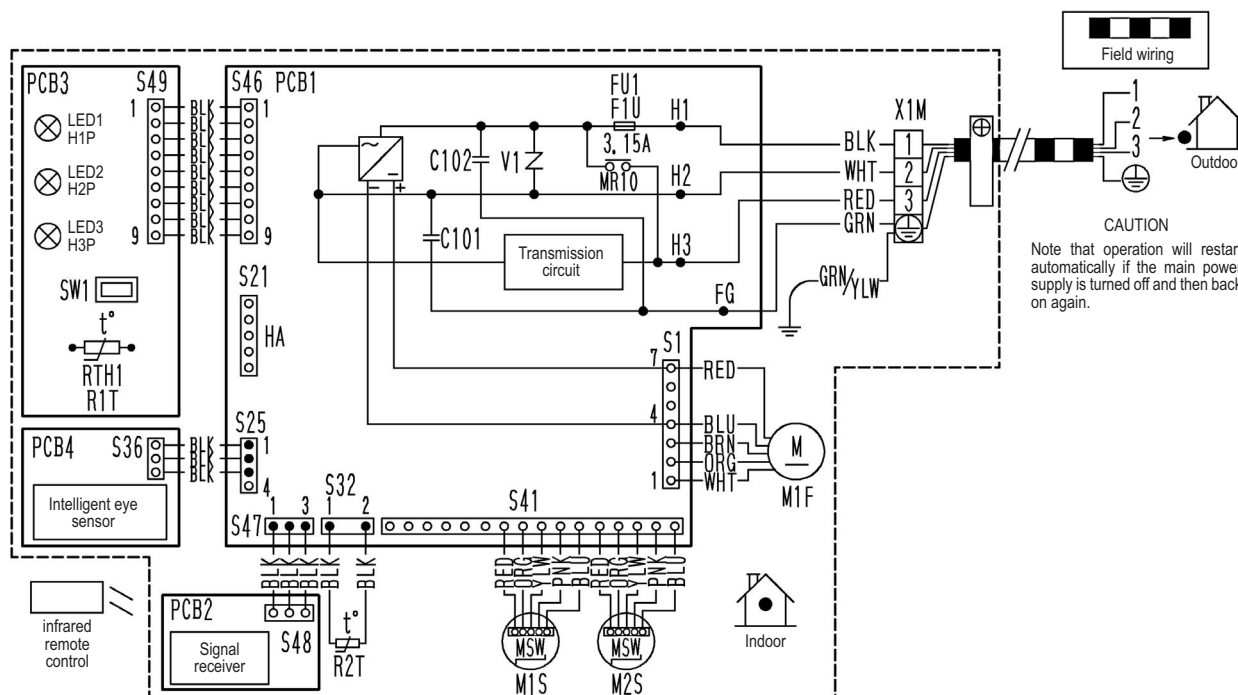 Field wiring
1
2
3
Outdoo
CAUTION
Note that operation will restar
automatically if the main power
supply is turned off and then back
on again.
PCB3
S49
1
9
LED1
H1P
LED2
H2P
LED3
H3P
SW1
t°
RTH1
R1T
BLK
BLK
BLK
BLK
BLK
BLK
BLK
BLK
BLK
S46
PCB1
1
9
S21
HA
FU1
F1U
3.15A
H1
C102
V1
MR10
H2
C101
Transmission
circuit
H3
FG
X1M
BLK
1
WHT
2
RED
3
GRN
GRN/YLW
S1
7
4
1
RED
BLU
BRN
ORG
WHT
M
M1F
PCB4
S36
Intelligent eye
sensor
BLK
BLK
BLK
S25
1
4
S47
1
3
S32
1
2
S41
BLK
BLK
BLK
BLK
BLK
RED
ORG
YLW
PNK
BLU
RED
ORG
YLW
PNK
BLU
infrared
remote
control
PCB2
S48
Signal
receiver
t°
R2T
MSW
M1S
MSW
M2S
Indoor